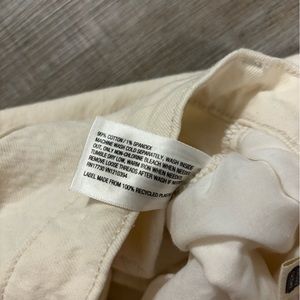 99% COTTON / 1% SPANDEX
MACHINE WASH COLD SEPARATELY, WASH INSIDE
OUT, ONLY NON-CHLORINE BLEACH WHEN NEEDED,
TUMBLE DRY LOW, WARM IRON WHEN NEEDED,
REMOVE LOOSE THREADS AFTER WASH IF NEEDED
RN17730
LABEL MADE FROM 100% RECYCLED